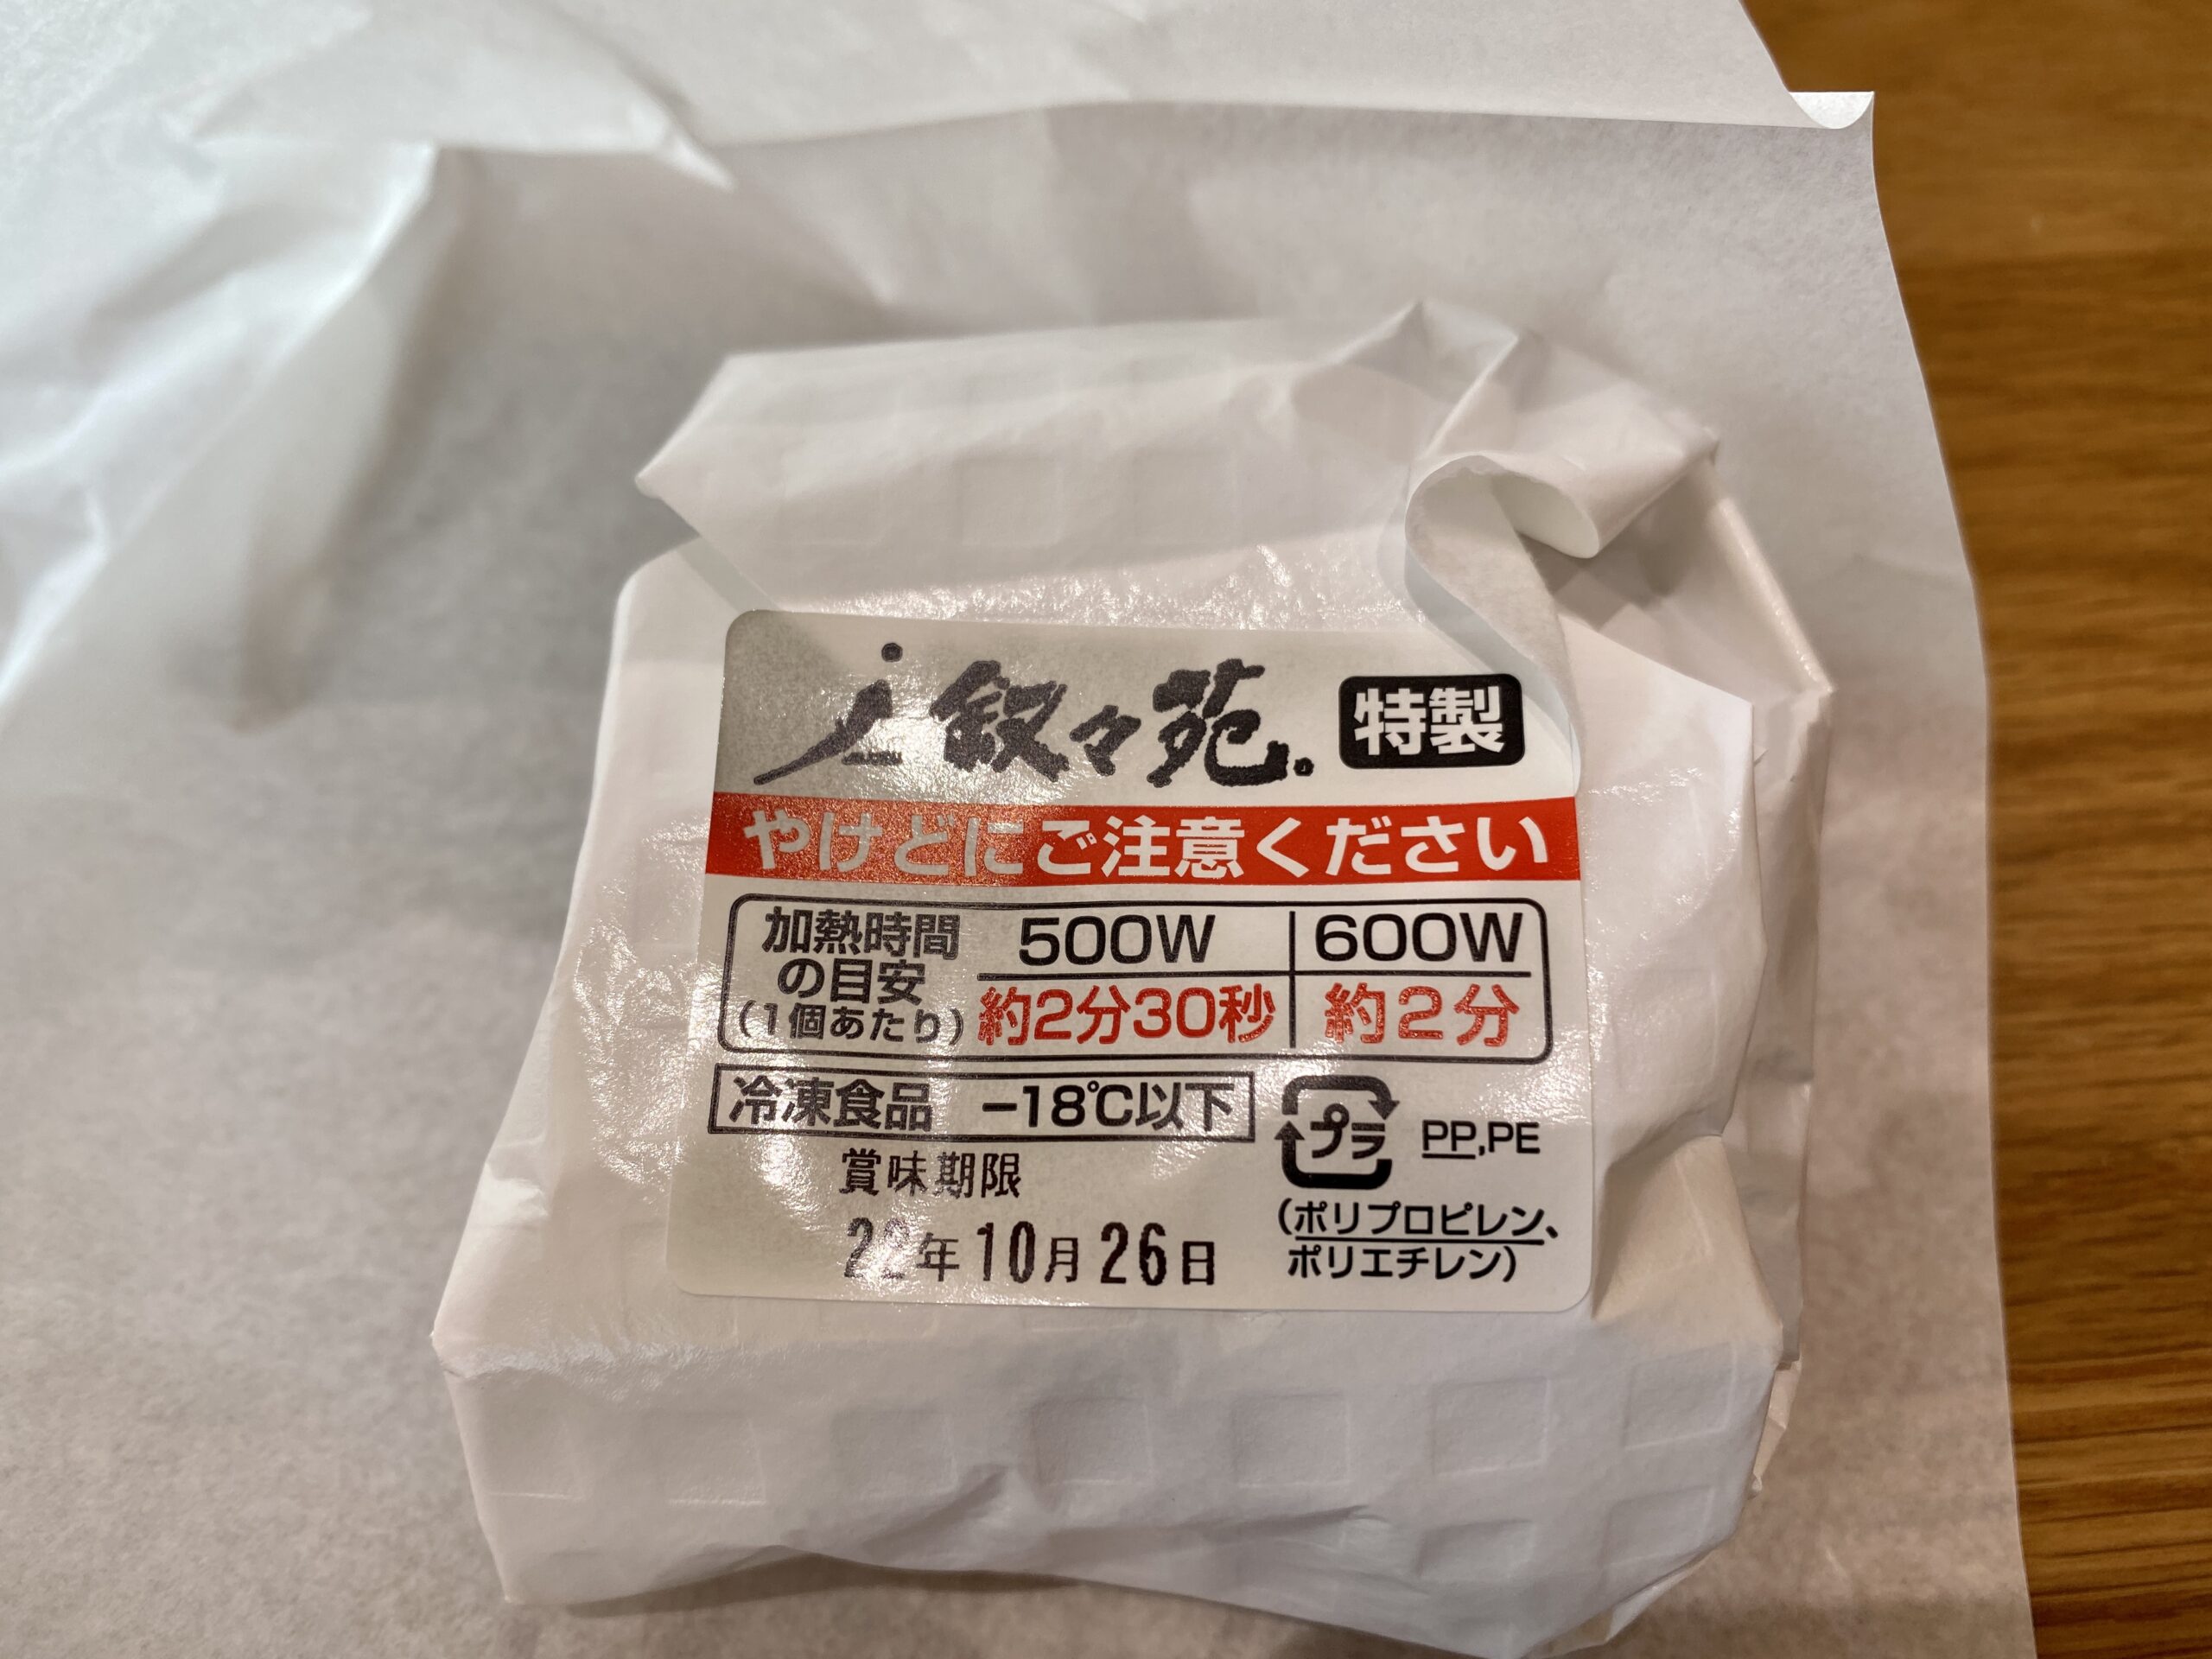 叙々苑。 特製
やけどにご注意ください
加熱時間の目安(1個あたり) 500W 600W
約2分30秒 約2分
冷凍食品 −18℃以下
プラ PP,PE
賞味期限
(ポリプロピレン、
22年10月26日
ポリエチレン)